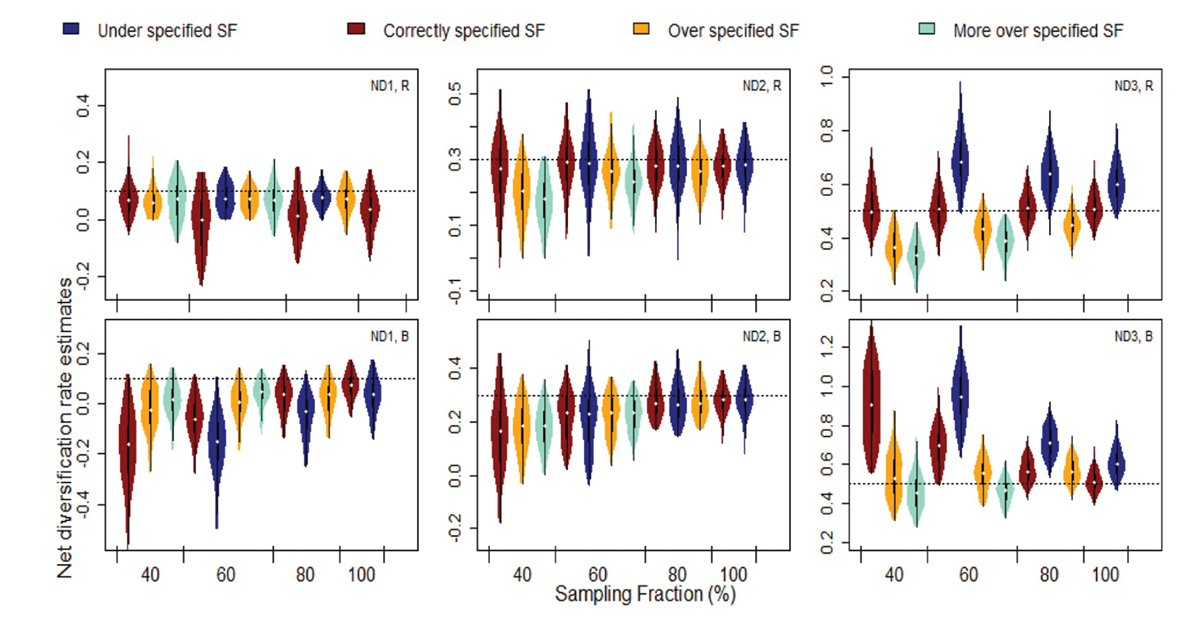 Under specified SF
Correctly specified SF
Over specified SF
More over specified SF
Net diversification rate estimates
ND1, R
0.4
0.2
0.0
-0.2
ND2, R
0.5
0.3
0.1
-0.1
ND3, R
1.0
0.8
0.6
0.4
0.2
ND1, B
0.2
0.0
-0.2
-0.4
40 60 80 100
ND2, B
0.4
0.2
0.0
-0.2
40 60 80 100
ND3, B
1.2
1.0
0.8
0.6
0.4
0.2
40 60 80 100
Sampling Fraction (%)